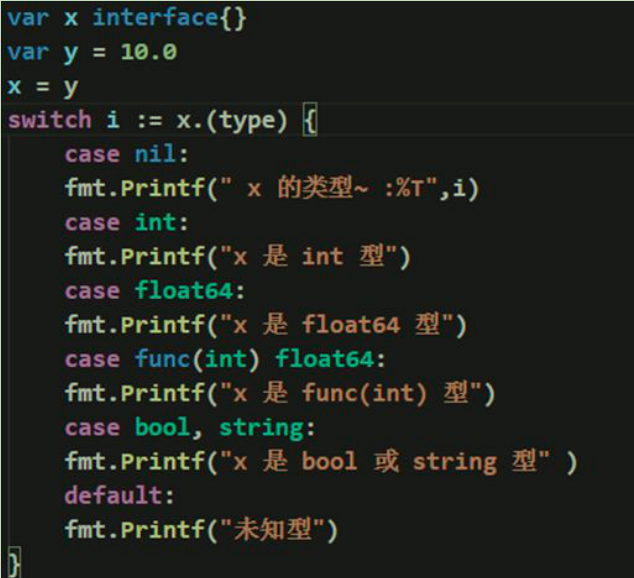 var x interface{}
var y = 10.0
x = y
switch i := x.(type) {
    case nil:
    fmt.Printf(" x 的类型~ :%T",i)
    case int:
    fmt.Printf("x 是 int 型")
    case float64:
    fmt.Printf("x 是 float64 型")
    case func(int) float64:
    fmt.Printf("x 是 func(int) 型")
    case bool, string:
    fmt.Printf("x 是 bool 或 string 型" )
    default:
    fmt.Printf("未知型")
}